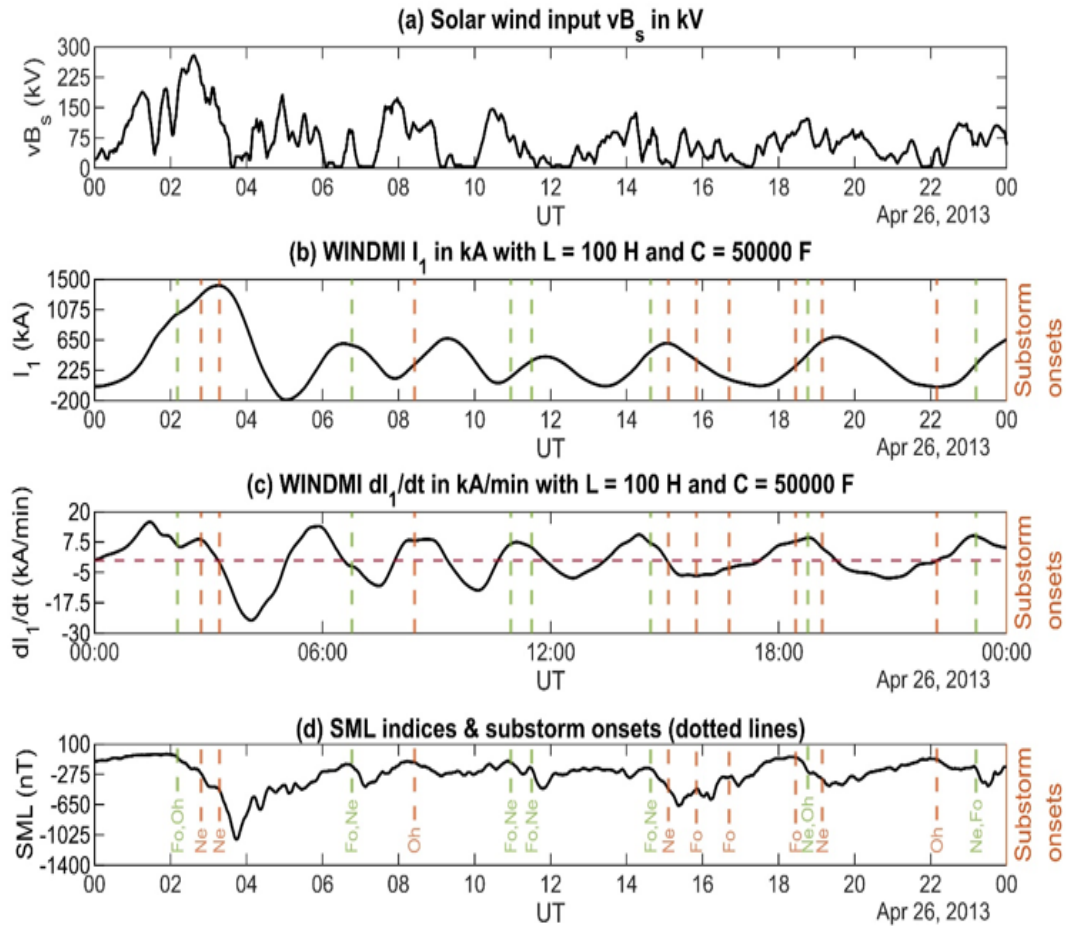 (a) Solar wind input vBs in kV
vBs (kV)
300
225
150
75
0
00 02 04 06 08 10 12 14 16 18 20 22 00
UT
Apr 26, 2013
(b) WINDMI I1 in kA with L = 100 H and C = 50000 F
I1 (kA)
1500
1075
650
225
-200
Substorm
onsets
00 02 04 06 08 10 12 14 16 18 20 22 00
UT
Apr 26, 2013
(c) WINDMI dI1/dt in kA/min with L = 100 H and C = 50000 F
dI1/dt (kA/min)
20
7.5
-5
-17.5
-30
Substorm
onsets
00:00 06:00 12:00 18:00 00:00
UT
Apr 26, 2013
(d) SML indices & substorm onsets (dotted lines)
SML (nT)
100
-275
-650
-1025
-1400
Fo,Oh
Ne
Ne
Fo,Ne
Oh
Fo,Ne
Fo,Ne
Fo,Ne
Ne
Fo
Fo
Fo
Ne,Oh
Ne
Oh
Ne,Fo
Substorm
onsets
00 02 04 06 08 10 12 14 16 18 20 22 00
UT
Apr 26, 2013